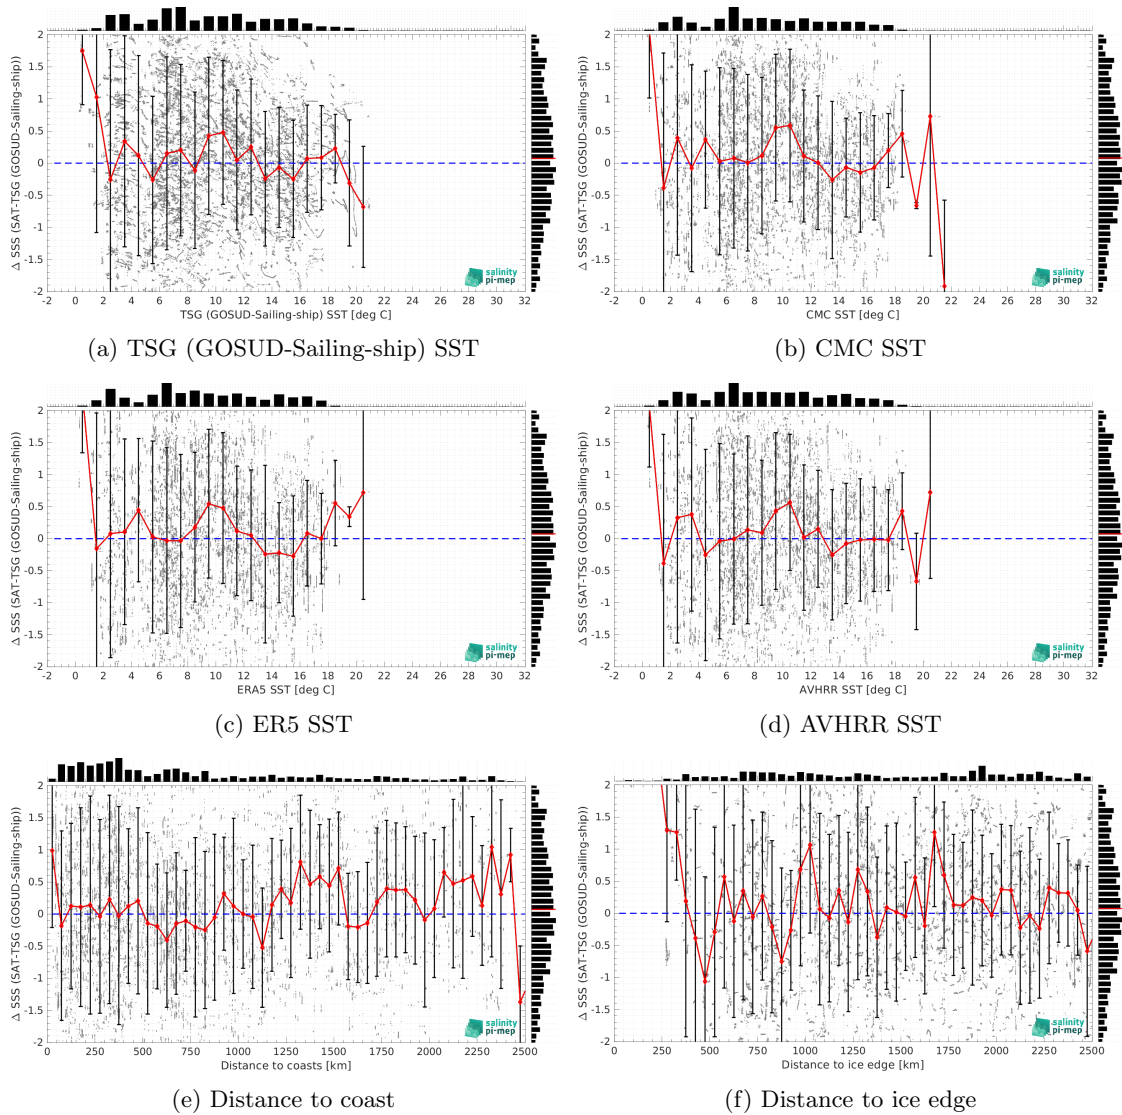 2
1.5
1
0.5
0
-0.5
-1
-1.5
-2
Δ SSS (SAT-TSG (GOSUD-Sailing-ship))
salinity
pi-mep
-2 0 2 4 6 8 10 12 14 16 18 20 22 24 26 28 30 32
TSG (GOSUD-Sailing-ship) SST [deg C]
(a) TSG (GOSUD-Sailing-ship) SST
2
1.5
1
0.5
0
-0.5
-1
-1.5
-2
Δ SSS (SAT-TSG (GOSUD-Sailing-ship))
salinity
pi-mep
-2 0 2 4 6 8 10 12 14 16 18 20 22 24 26 28 30 32
CMC SST [deg C]
(b) CMC SST
2
1.5
1
0.5
0
-0.5
-1
-1.5
-2
Δ SSS (SAT-TSG (GOSUD-Sailing-ship))
salinity
pi-mep
-2 0 2 4 6 8 10 12 14 16 18 20 22 24 26 28 30 32
ERA5 SST [deg C]
(c) ER5 SST
2
1.5
1
0.5
0
-0.5
-1
-1.5
-2
Δ SSS (SAT-TSG (GOSUD-Sailing-ship))
salinity
pi-mep
-2 0 2 4 6 8 10 12 14 16 18 20 22 24 26 28 30 32
AVHRR SST [deg C]
(d) AVHRR SST
2
1.5
1
0.5
0
-0.5
-1
-1.5
-2
Δ SSS (SAT-TSG (GOSUD-Sailing-ship))
salinity
pi-mep
0 250 500 750 1000 1250 1500 1750 2000 2250 2500
Distance to coasts [km]
(e) Distance to coast
2
1.5
1
0.5
0
-0.5
-1
-1.5
-2
Δ SSS (SAT-TSG (GOSUD-Sailing-ship))
salinity
pi-mep
0 250 500 750 1000 1250 1500 1750 2000 2250 2500
Distance to ice edge [km]
(f) Distance to ice edge